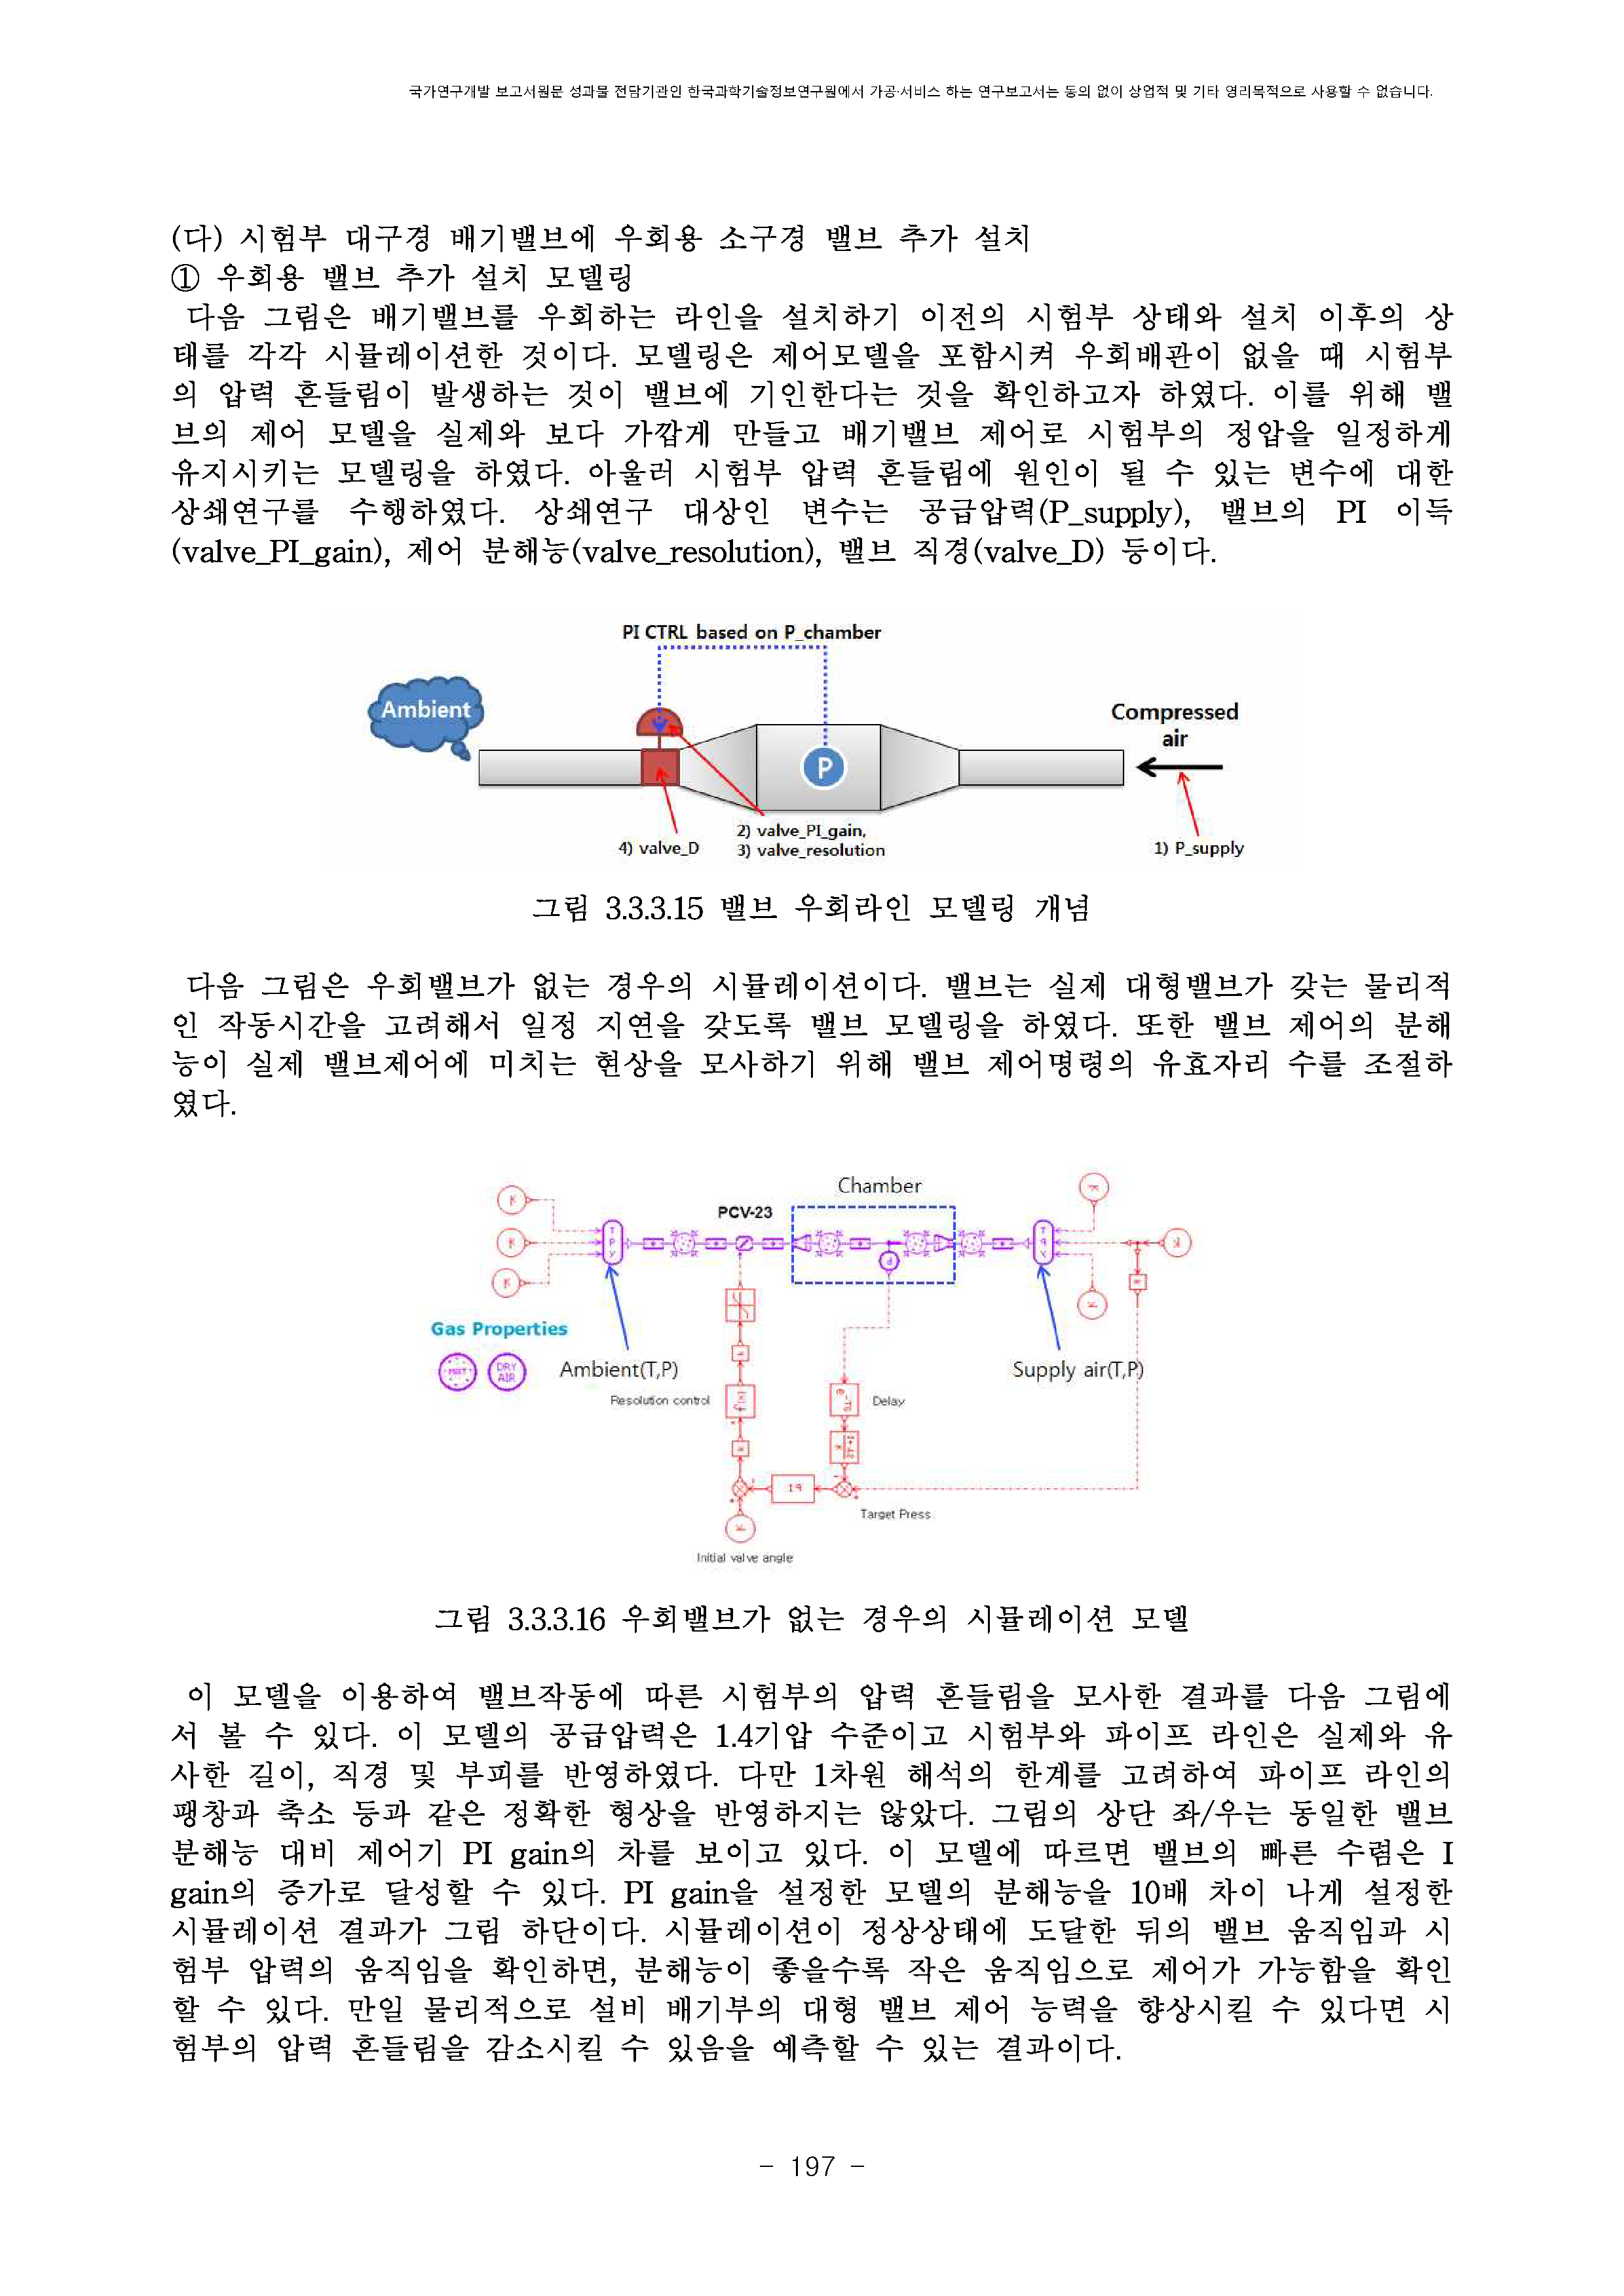 국가연구개발 보고서원문 성과물 전담기관인 한국과학기술정보연구원에서 가공·서비스 하는 연구보고서는 동의 없이 상업적 및 기타 영리목적으로 사용할 수 없습니다.
(다) 시험부 대구경 배기밸브에 우회용 소구경 밸브 추가 설치
① 우회용 밸브 추가 설치 모델링
다음 그림은 배기밸브를 우회하는 라인을 설치하기 이전의 시험부 상태와 설치 이후의 상
태를 각각 시뮬레이션한 것이다. 모델링은 제어모델을 포함시켜 우회배관이 없을 때 시험부
의 압력 흔들림이 발생하는 것이 밸브에 기인한다는 것을 확인하고자 하였다. 이를 위해 밸
브의 제어 모델을 실제와 보다 가깝게 만들고 배기밸브 제어로 시험부의 정압을 일정하게
유지시키는 모델링을 하였다. 아울러 시험부 압력 흔들림에 원인이 될 수 있는 변수에 대한
상쇄연구를 수행하였다. 상쇄연구 대상인 변수는 공급압력(P_supply), 밸브의 PI 이득
(valve_PI_gain), 제어 분해능(valve_resolution), 밸브 직경(valve_D) 등이다.
PI CTRL based on P_chamber
Ambient
Compressed
air
P
2) valve_PI_gain,
4) valve_D
3) valve_resolution
1) P_supply
그림 3.3.3.15 밸브 우회라인 모델링 개념
다음 그림은 우회밸브가 없는 경우의 시뮬레이션이다. 밸브는 실제 대형밸브가 갖는 물리적
인 작동시간을 고려해서 일정 지연을 갖도록 밸브 모델링을 하였다. 또한 밸브 제어의 분해
능이 실제 밸브제어에 미치는 현상을 모사하기 위해 밸브 제어명령의 유효자리 수를 조절하
였다.
Chamber
PCV-23
Gas Properties
DRY
AIR
Ambient(T,P)
Supply air(T,P)
Resolution control
Delay
Target Press
Initial valve angle
그림 3.3.3.16 우회밸브가 없는 경우의 시뮬레이션 모델
이 모델을 이용하여 밸브작동에 따른 시험부의 압력 흔들림을 모사한 결과를 다음 그림에
서 볼 수 있다. 이 모델의 공급압력은 1.4기압 수준이고 시험부와 파이프 라인은 실제와 유
사한 길이, 직경 및 부피를 반영하였다. 다만 1차원 해석의 한계를 고려하여 파이프 라인의
팽창과 축소 등과 같은 정확한 형상을 반영하지는 않았다. 그림의 상단 좌/우는 동일한 밸브
분해능 대비 제어기 PI gain의 차를 보이고 있다. 이 모델에 따르면 밸브의 빠른 수렴은 I
gain의 증가로 달성할 수 있다. PI gain을 설정한 모델의 분해능을 10배 차이 나게 설정한
시뮬레이션 결과가 그림 하단이다. 시뮬레이션이 정상상태에 도달한 뒤의 밸브 움직임과 시
험부 압력의 움직임을 확인하면, 분해능이 좋을수록 작은 움직임으로 제어가 가능함을 확인
할 수 있다. 만일 물리적으로 설비 배기부의 대형 밸브 제어 능력을 향상시킬 수 있다면 시
험부의 압력 흔들림을 감소시킬 수 있음을 예측할 수 있는 결과이다.
- 197 -